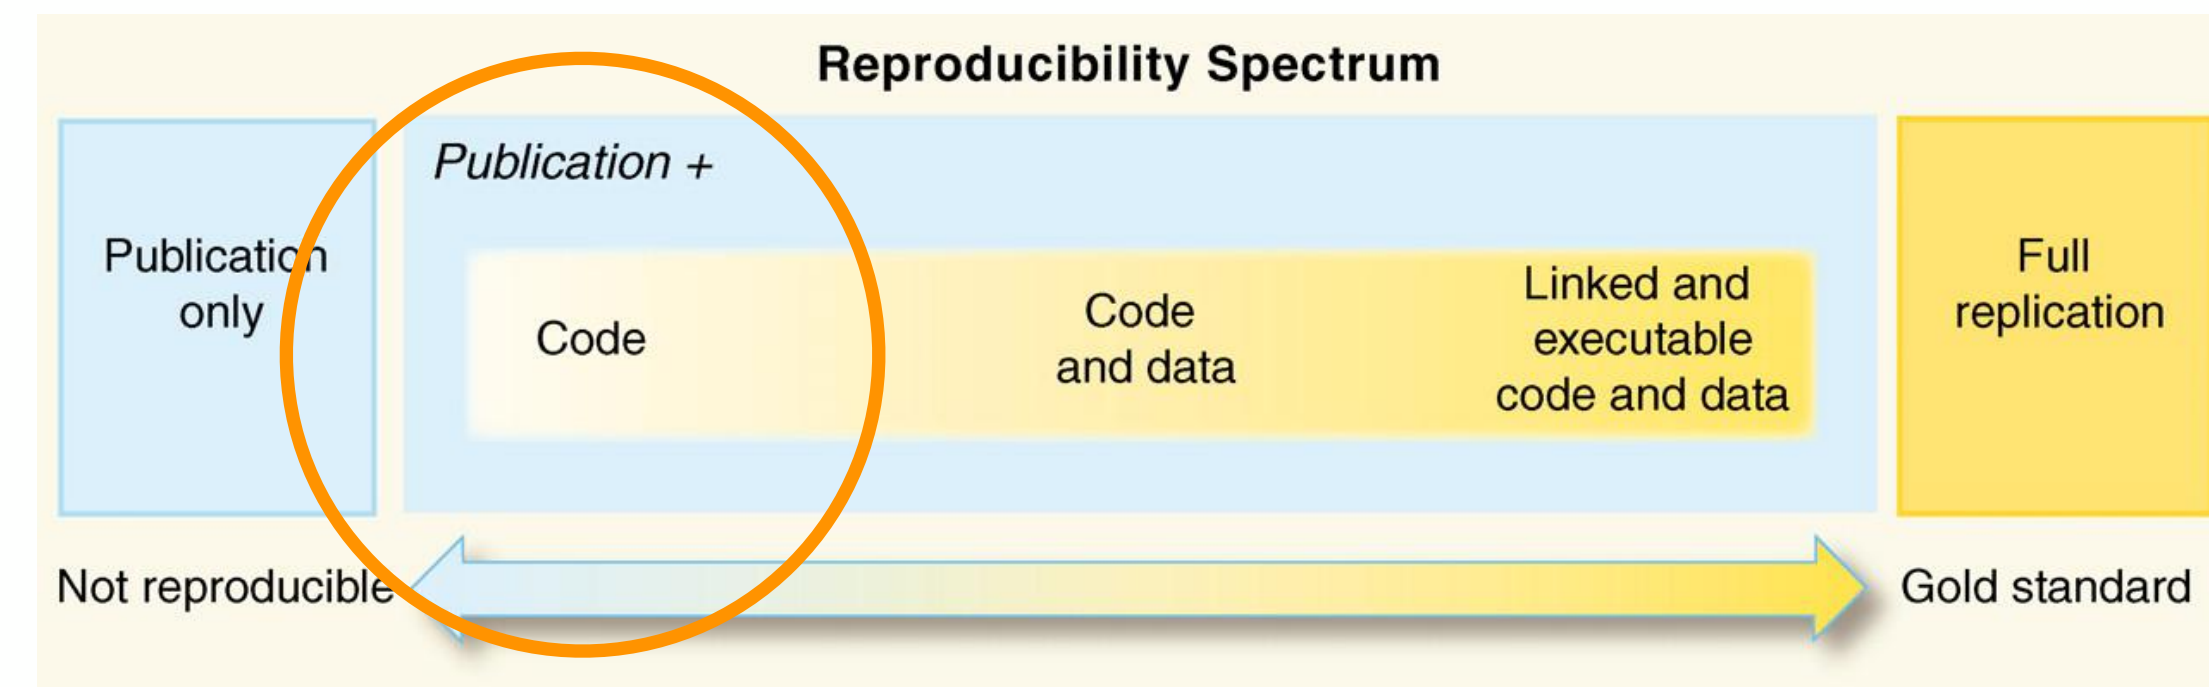 Reproducibility Spectrum
Publication
only
Publication +
Code
Code
and data
Linked and
executable
code and data
Full
replication
Not reproducible
Gold standard